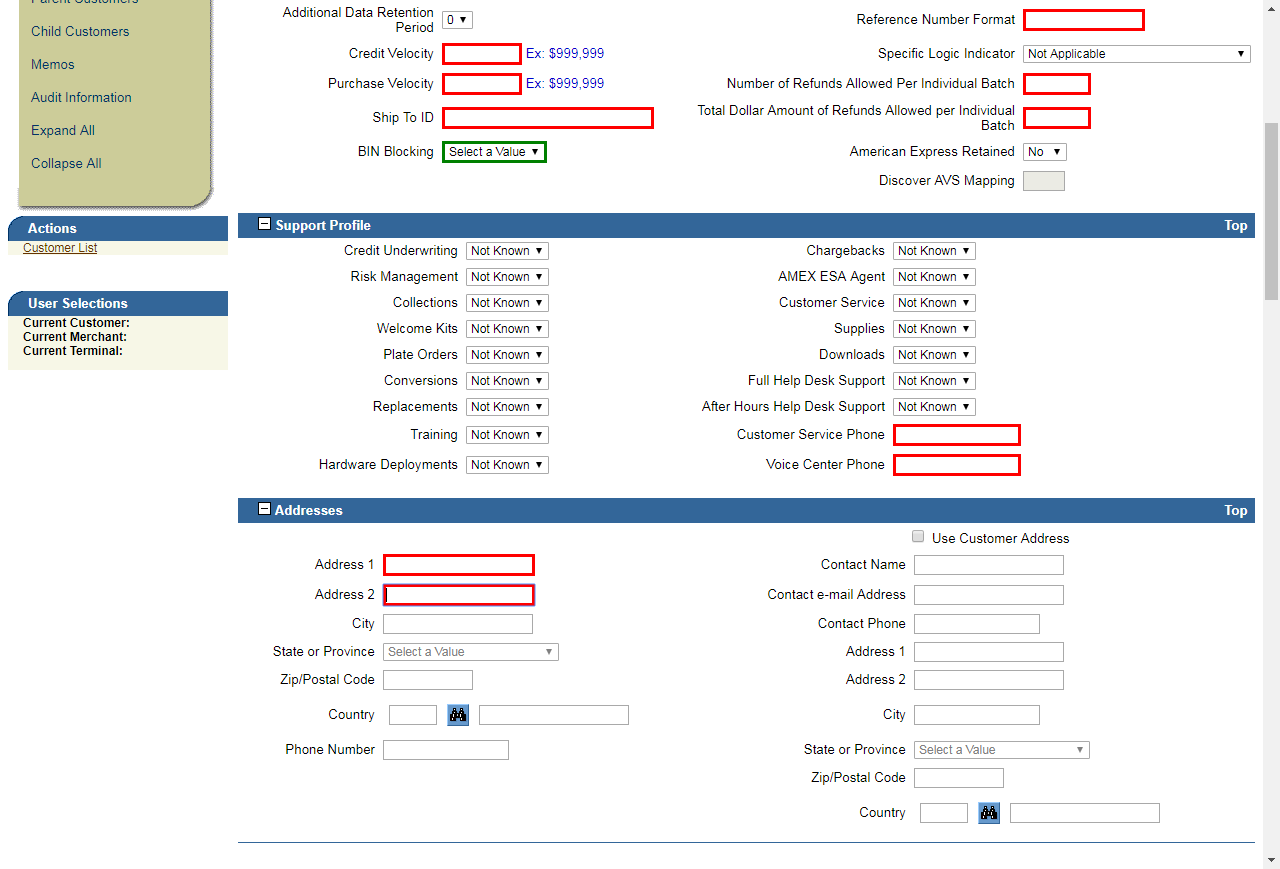 Parent Customers
Child Customers
Memos
Audit Information
Expand All
Collapse All
Actions
Customer List
User Selections
Current Customer:
Current Merchant:
Current Terminal:
Additional Data Retention
Period
0
Reference Number Format
Credit Velocity
Ex: $999,999
Specific Logic Indicator
Not Applicable
Purchase Velocity
Ex: $999,999
Number of Refunds Allowed Per Individual Batch
Ship To ID
Total Dollar Amount of Refunds Allowed per Individual
Batch
BIN Blocking
Select a Value
American Express Retained
No
Discover AVS Mapping
Support Profile
Top
Credit Underwriting
Not Known
Chargebacks
Not Known
Risk Management
Not Known
AMEX ESA Agent
Not Known
Collections
Not Known
Customer Service
Not Known
Welcome Kits
Not Known
Supplies
Not Known
Plate Orders
Not Known
Downloads
Not Known
Conversions
Not Known
Full Help Desk Support
Not Known
Replacements
Not Known
After Hours Help Desk Support
Not Known
Training
Not Known
Customer Service Phone
Hardware Deployments
Not Known
Voice Center Phone
Addresses
Top
Use Customer Address
Address 1
Contact Name
Address 2
Contact e-mail Address
City
Contact Phone
State or Province
Select a Value
Address 1
Zip/Postal Code
Address 2
Country
City
Phone Number
State or Province
Select a Value
Zip/Postal Code
Country